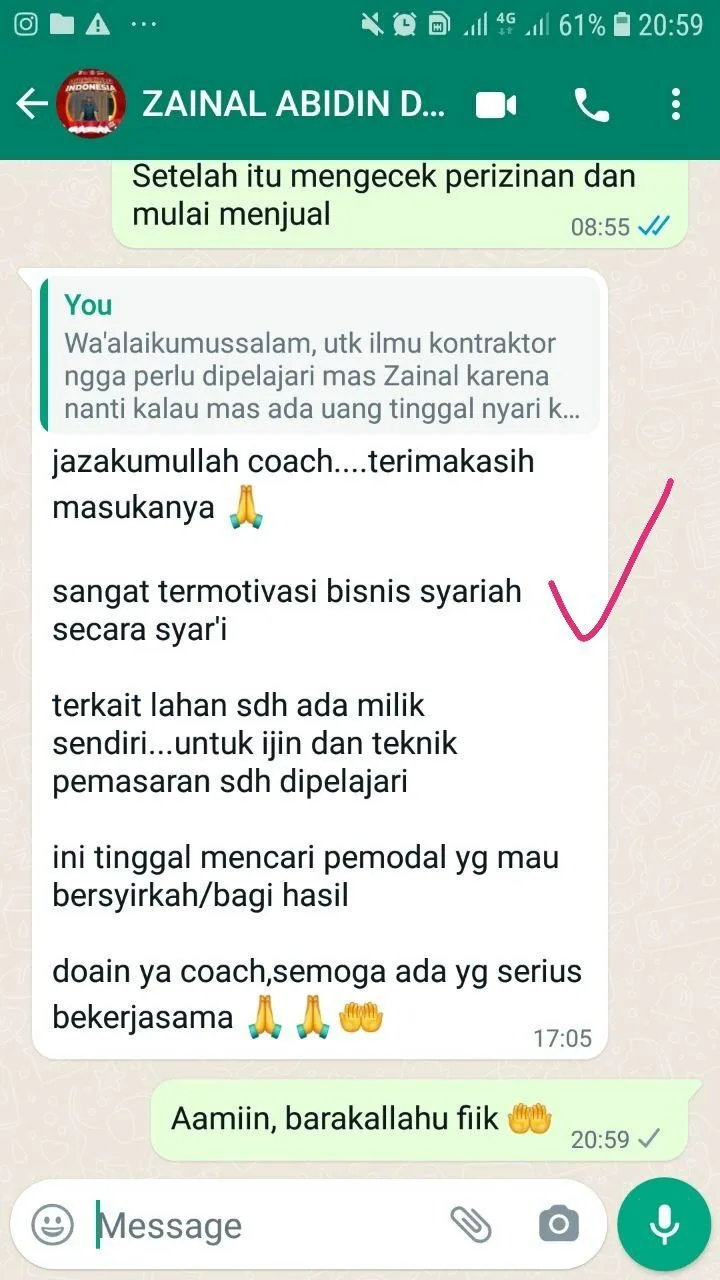 4G 61% 20:59
INDONESIA
ZAINAL ABIDIN D...
Setelah itu mengecek perizinan dan
mulai menjual
08:55
You
Wa'alaikumussalam, utk ilmu kontraktor
ngga perlu dipelajari mas Zainal karena
nanti kalau mas ada uang tinggal nyari k...
jazakumullah coach....terimakasih
masukanya 🙏
sangat termotivasi bisnis syariah
secara syar'i
terkait lahan sdh ada milik
sendiri...untuk ijin dan teknik
pemasaran sdh dipelajari
ini tinggal mencari pemodal yg mau
bersyirkah/bagi hasil
doain ya coach,semoga ada yg serius
bekerjasama 🙏 🙏 🤲
17:05
Aamiin, barakallahu fiik 🤲
20:59
Message